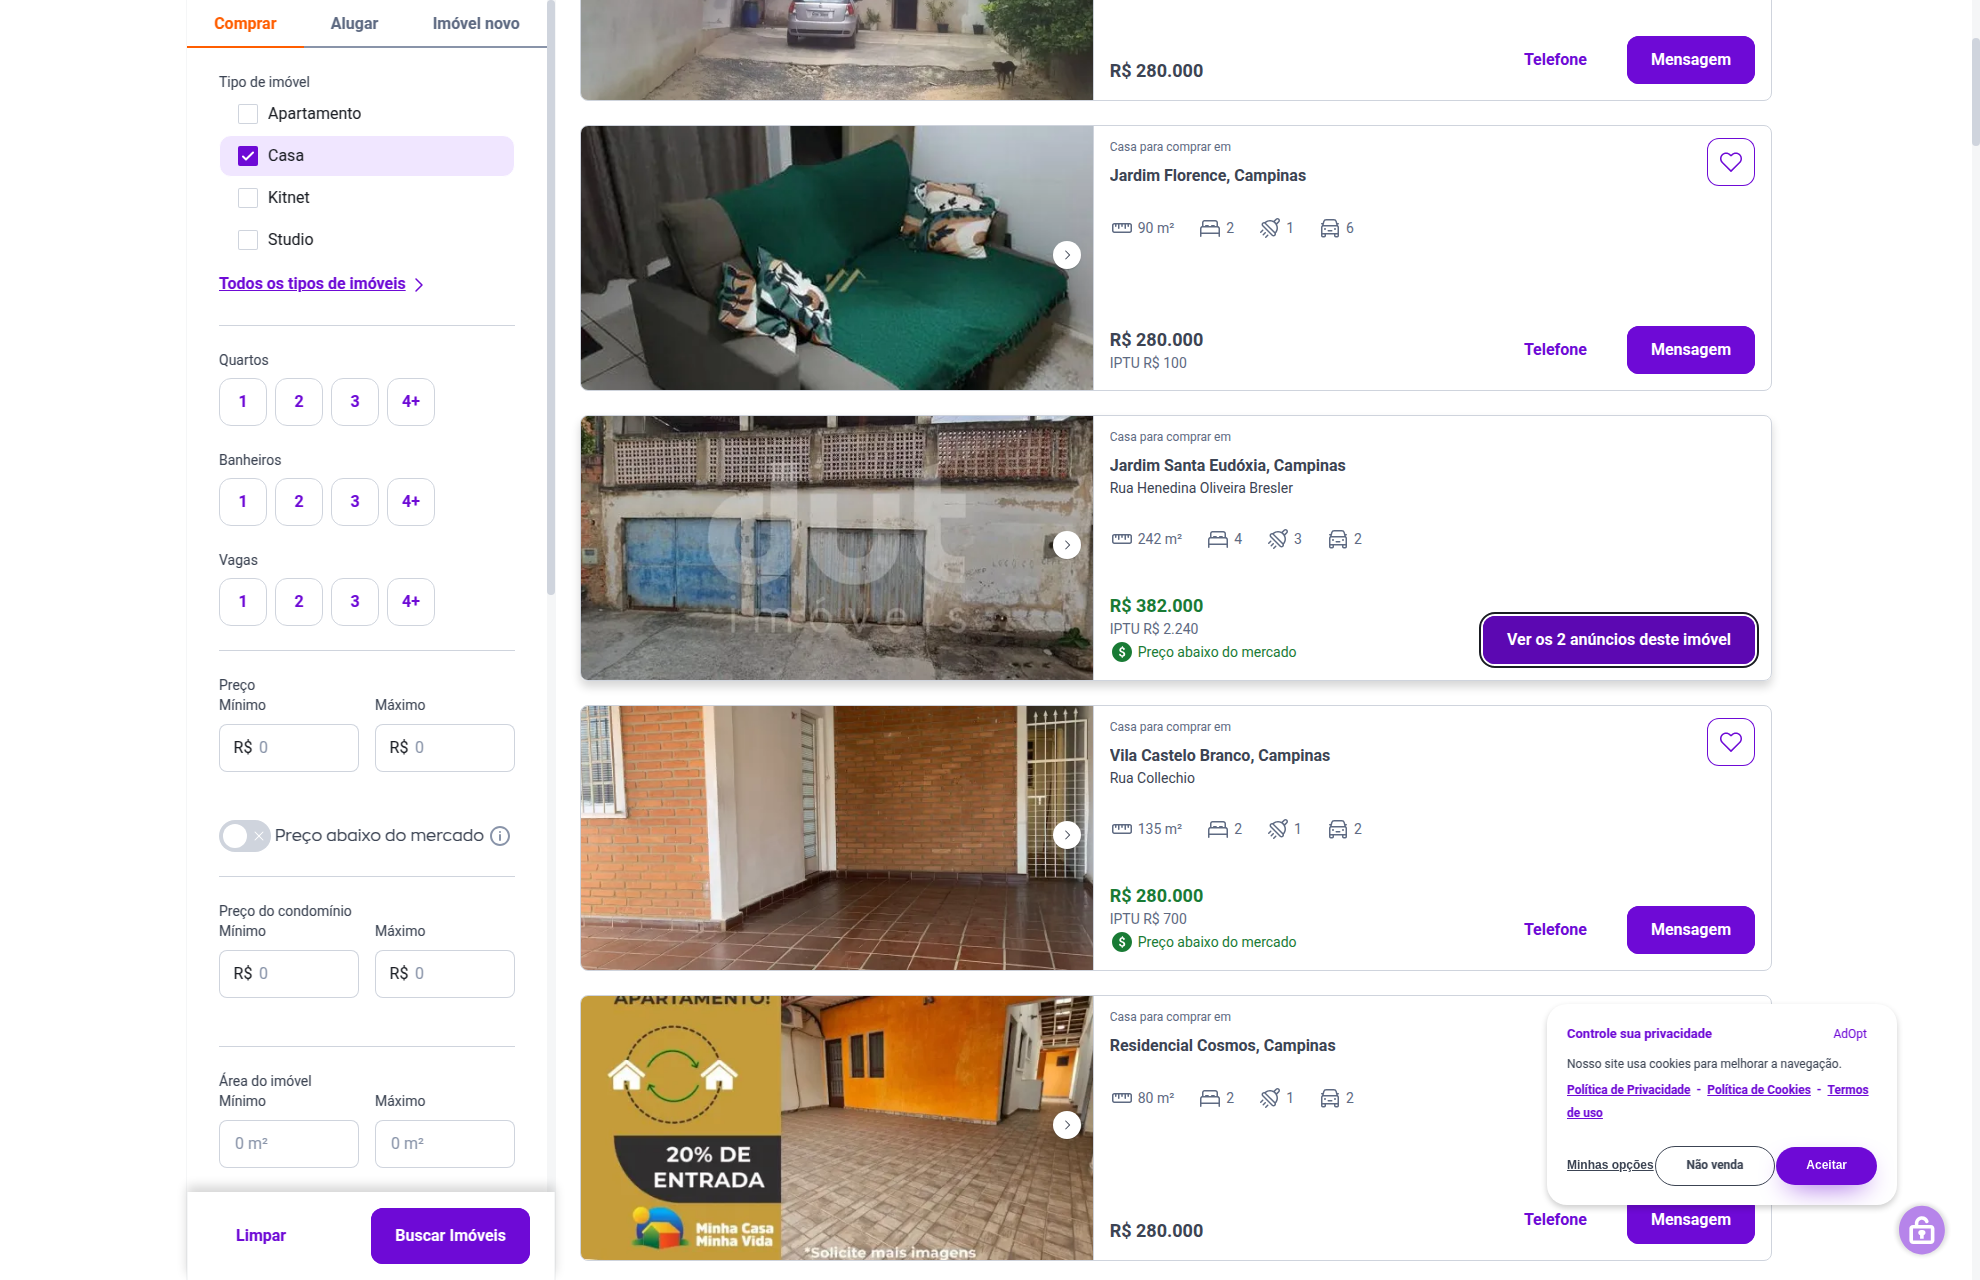 Comprar
Alugar
Imóvel novo
Tipo de imóvel
Apartamento
Casa
Kitnet
Studio
Todos os tipos de imóveis
Quartos
1
2
3
4+
Banheiros
1
2
3
4+
Vagas
1
2
3
4+
Preço
Mínimo
Máximo
R$ 0
R$ 0
Preço abaixo do mercado
Preço do condomínio
Mínimo
Máximo
R$ 0
R$ 0
Área do imóvel
Mínimo
Máximo
0 m²
0 m²
Limpar
Buscar Imóveis
R$ 280.000
Telefone
Mensagem
Casa para comprar em
Jardim Florence, Campinas
90 m²
2
1
6
R$ 280.000
IPTU R$ 100
Telefone
Mensagem
dut
imóveis
Casa para comprar em
Jardim Santa Eudóxia, Campinas
Rua Henedina Oliveira Bresler
242 m²
4
3
2
R$ 382.000
IPTU R$ 2.240
$ Preço abaixo do mercado
Ver os 2 anúncios deste imóvel
Casa para comprar em
Vila Castelo Branco, Campinas
Rua Collechio
135 m²
2
1
2
R$ 280.000
IPTU R$ 700
$ Preço abaixo do mercado
Telefone
Mensagem
APARTAMENTO!
20% DE
ENTRADA
Minha Casa
Minha Vida
*Solicite mais imagens
Casa para comprar em
Residencial Cosmos, Campinas
80 m²
2
1
2
R$ 280.000
Telefone
Mensagem
Controle sua privacidade
AdOpt
Nosso site usa cookies para melhorar a navegação.
Política de Privacidade - Política de Cookies - Termos
de uso
Minhas opções
Não venda
Aceitar